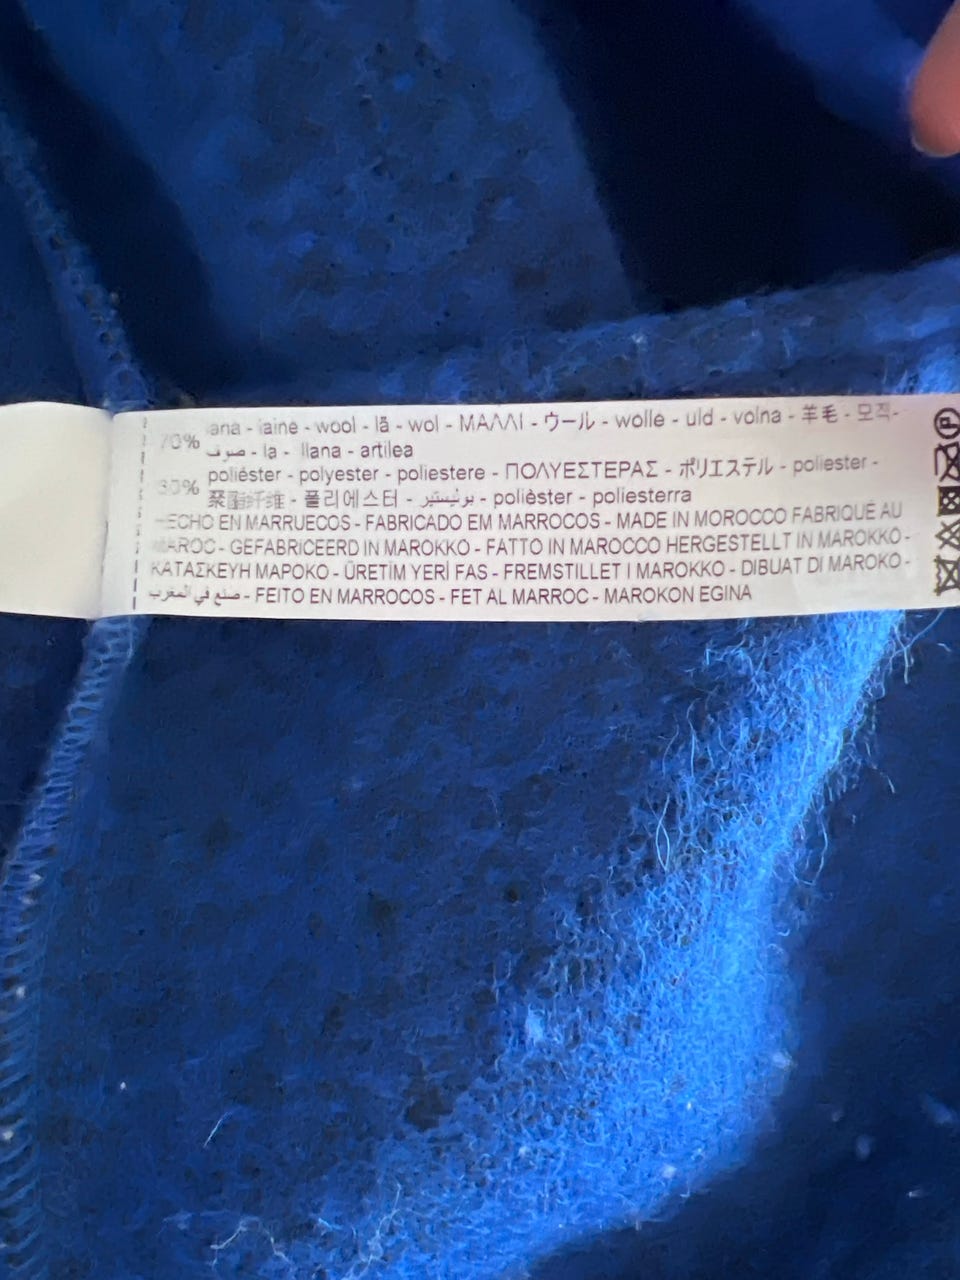 70% lana - laine - wool - lã - wol - ΜΑΛΛΙ - ウール - wolle - uld - volna - 羊毛 - 모직 -
صوف - la - llana - artilea
30% poliéster - polyester - poliestere - ΠΟΛΥΕΣΤΕΡΑΣ - ポリエステル - poliester -
聚酯纤维 - 폴리에스터 - بوليستير - polièster - poliesterra
HECHO EN MARRUECOS - FABRICADO EM MARROCOS - MADE IN MOROCCO FABRIQUÉ AU
MAROC - GEFABRICEERD IN MAROKKO - FATTO IN MAROCCO HERGESTELLT IN MAROKKO -
ΚΑΤΑΣΚΕΥΗ ΜΑΡΟΚΟ - ÜRETİM YERİ FAS - FREMSTILLET I MAROKKO - DIBUAT DI MAROKO -
صنع في المغرب - FEITO EN MARROCOS - FET AL MARROC - MAROKON EGINA
P